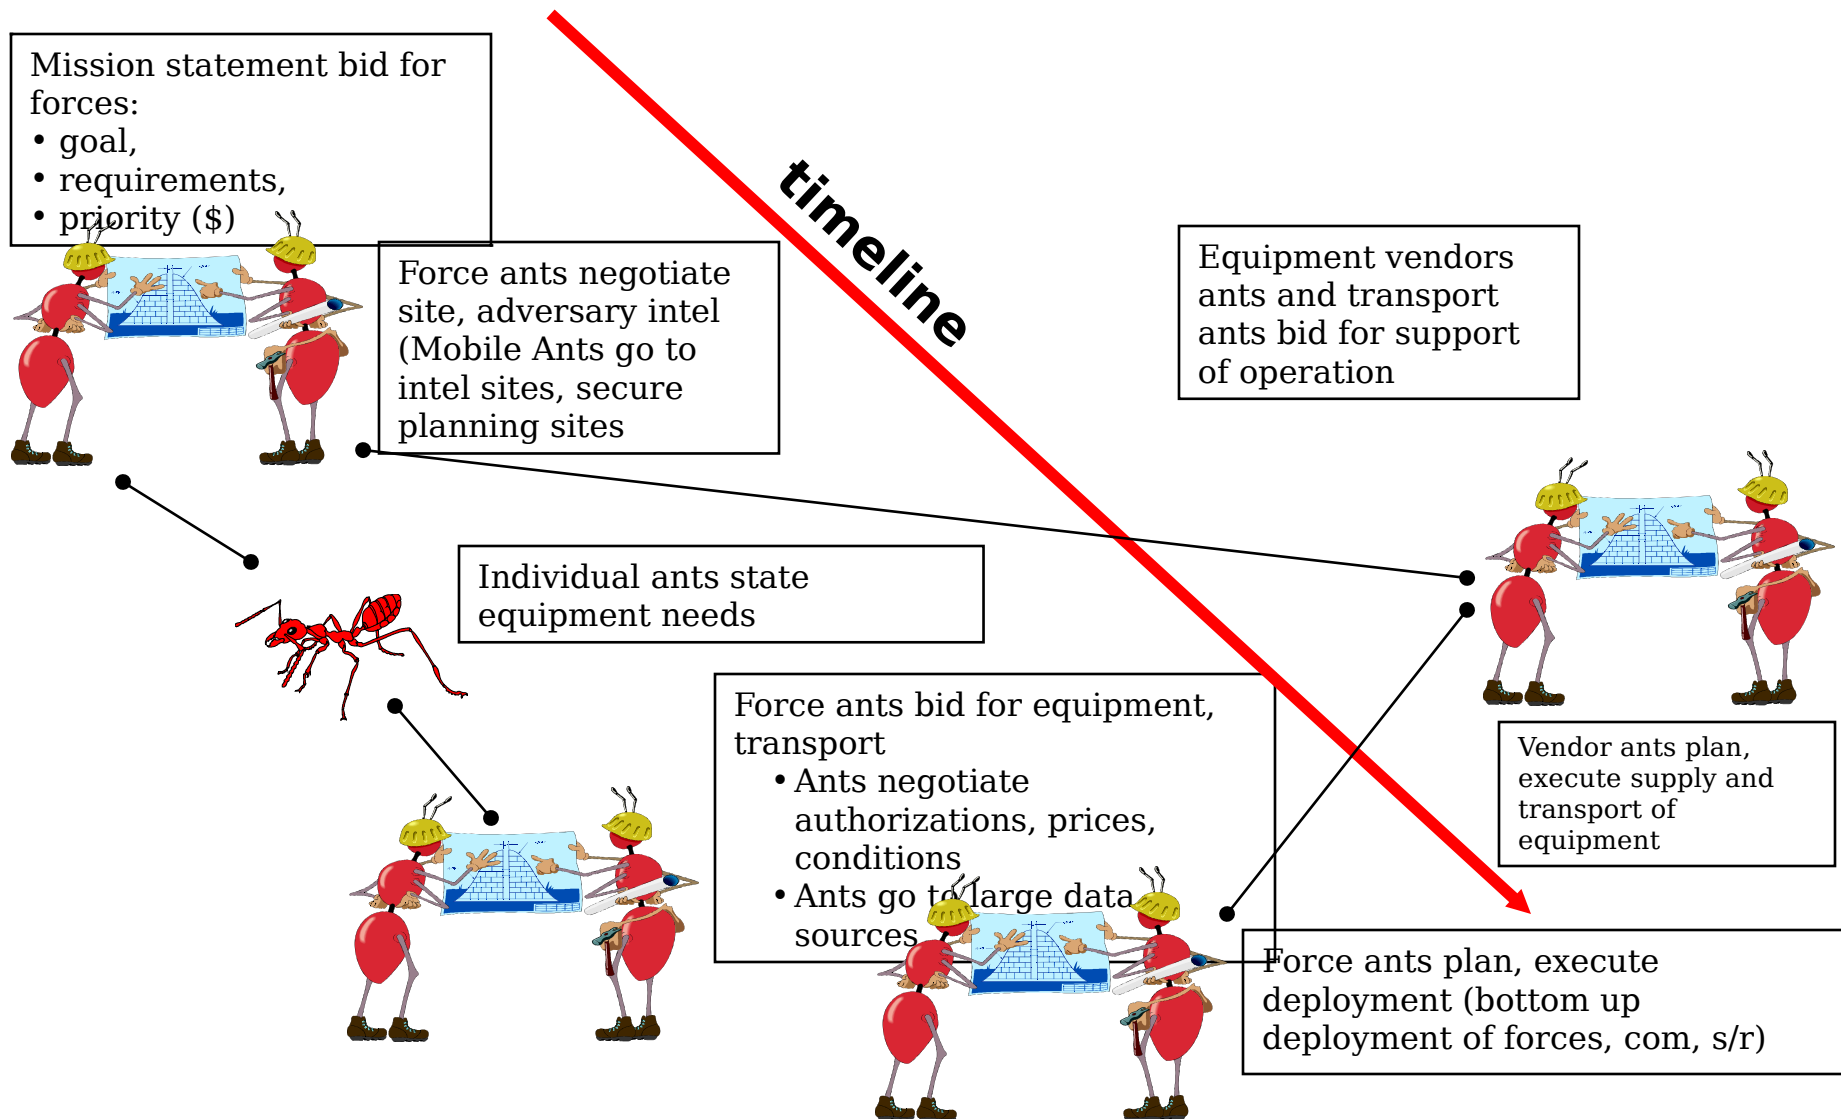 Mission statement bid for
forces:
• goal,
• requirements,
• priority ($)
Force ants negotiate
site, adversary intel
(Mobile Ants go to
intel sites, secure
planning sites
timeline
Equipment vendors
ants and transport
ants bid for support
of operation
Individual ants state
equipment needs
Force ants bid for equipment,
transport
• Ants negotiate
authorizations, prices,
conditions
• Ants go to large data
sources
Vendor ants plan,
execute supply and
transport of
equipment
Force ants plan, execute
deployment (bottom up
deployment of forces, com, s/r)